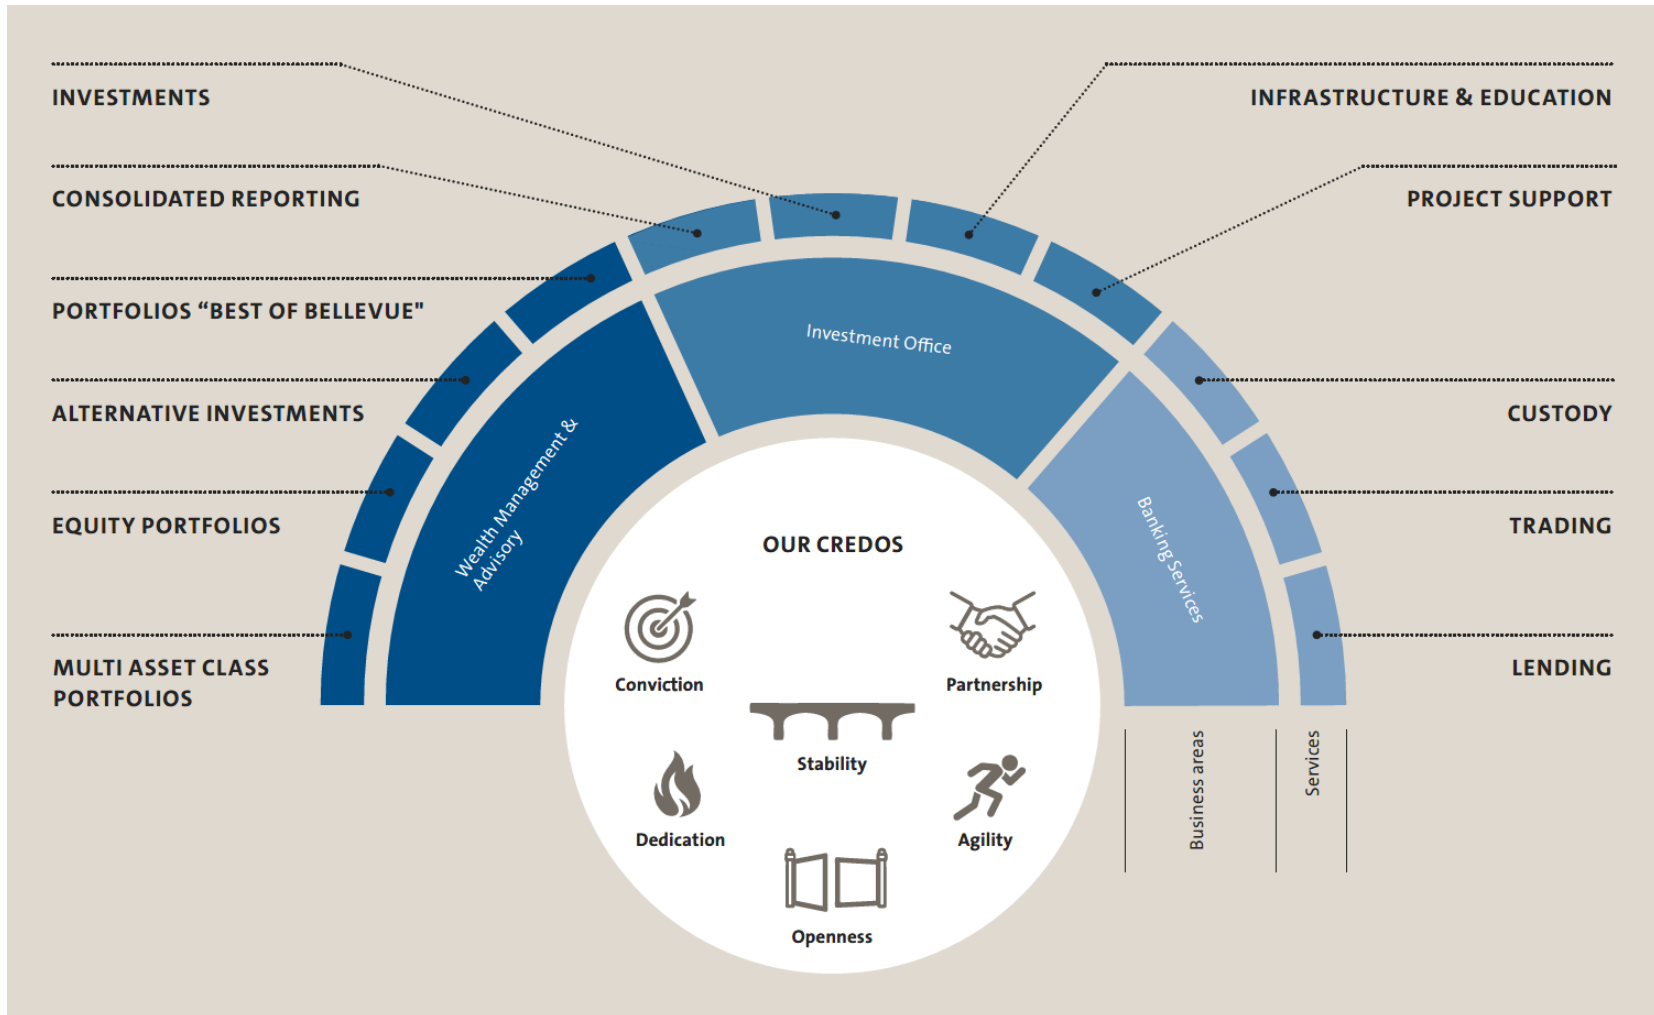 INVESTMENTS
CONSOLIDATED REPORTING
PORTFOLIOS “BEST OF BELLEVUE"
ALTERNATIVE INVESTMENTS
EQUITY PORTFOLIOS
MULTI ASSET CLASS
PORTFOLIOS
INFRASTRUCTURE & EDUCATION
PROJECT SUPPORT
CUSTODY
TRADING
LENDING
Wealth Management &
Advisory
Investment Office
Banking Services
OUR CREDOS
Conviction
Partnership
Stability
Dedication
Agility
Openness
Business areas
Services